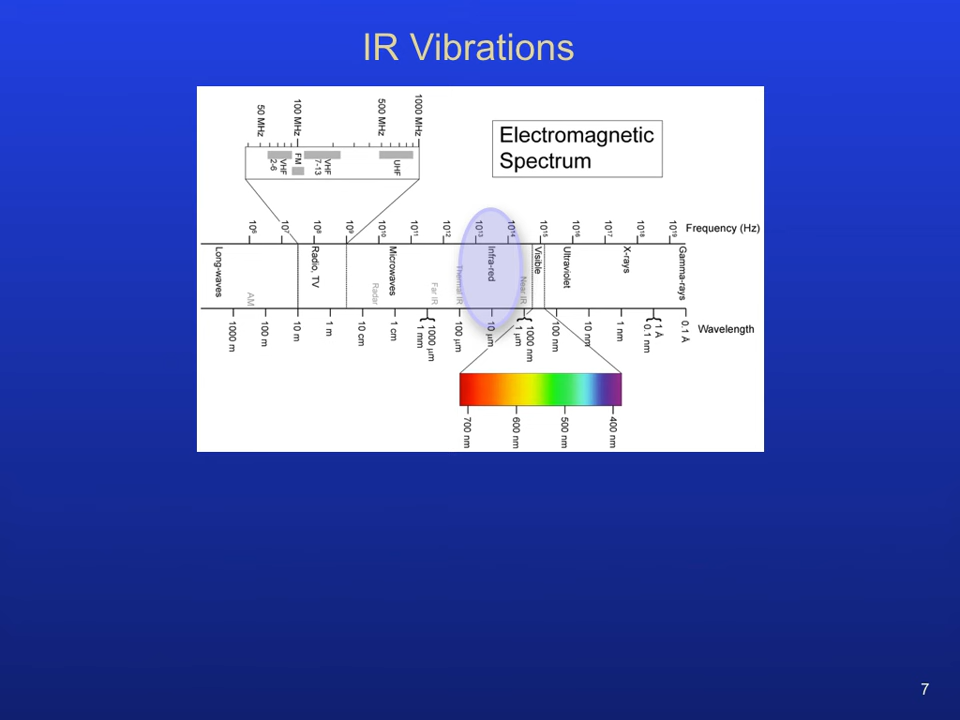 IR Vibrations
50 MHz
100 MHz
500 MHz
1000 MHz
Electromagnetic
Spectrum
VHF
2-6
FM
VHF
7-13
UHF
10⁶
10⁷
10⁸
10⁹
10¹⁰
10¹¹
10¹²
10¹³
10¹⁴
10¹⁵
10¹⁶
10¹⁷
10¹⁸
10¹⁹
Frequency (Hz)
Long-waves
Radio, TV
Microwaves
Infra-red
Visible
Ultraviolet
X-rays
Gamma-rays
AM
Radar
Far IR
Thermal IR
Near IR
1000 m
100 m
10 m
1 m
10 cm
1 cm
1000 µm
1 mm
100 µm
10 µm
1000 nm
1 µm
100 nm
10 nm
1 nm
1 Å
0.1 nm
0.1 Å
Wavelength
700 nm
600 nm
500 nm
400 nm
7